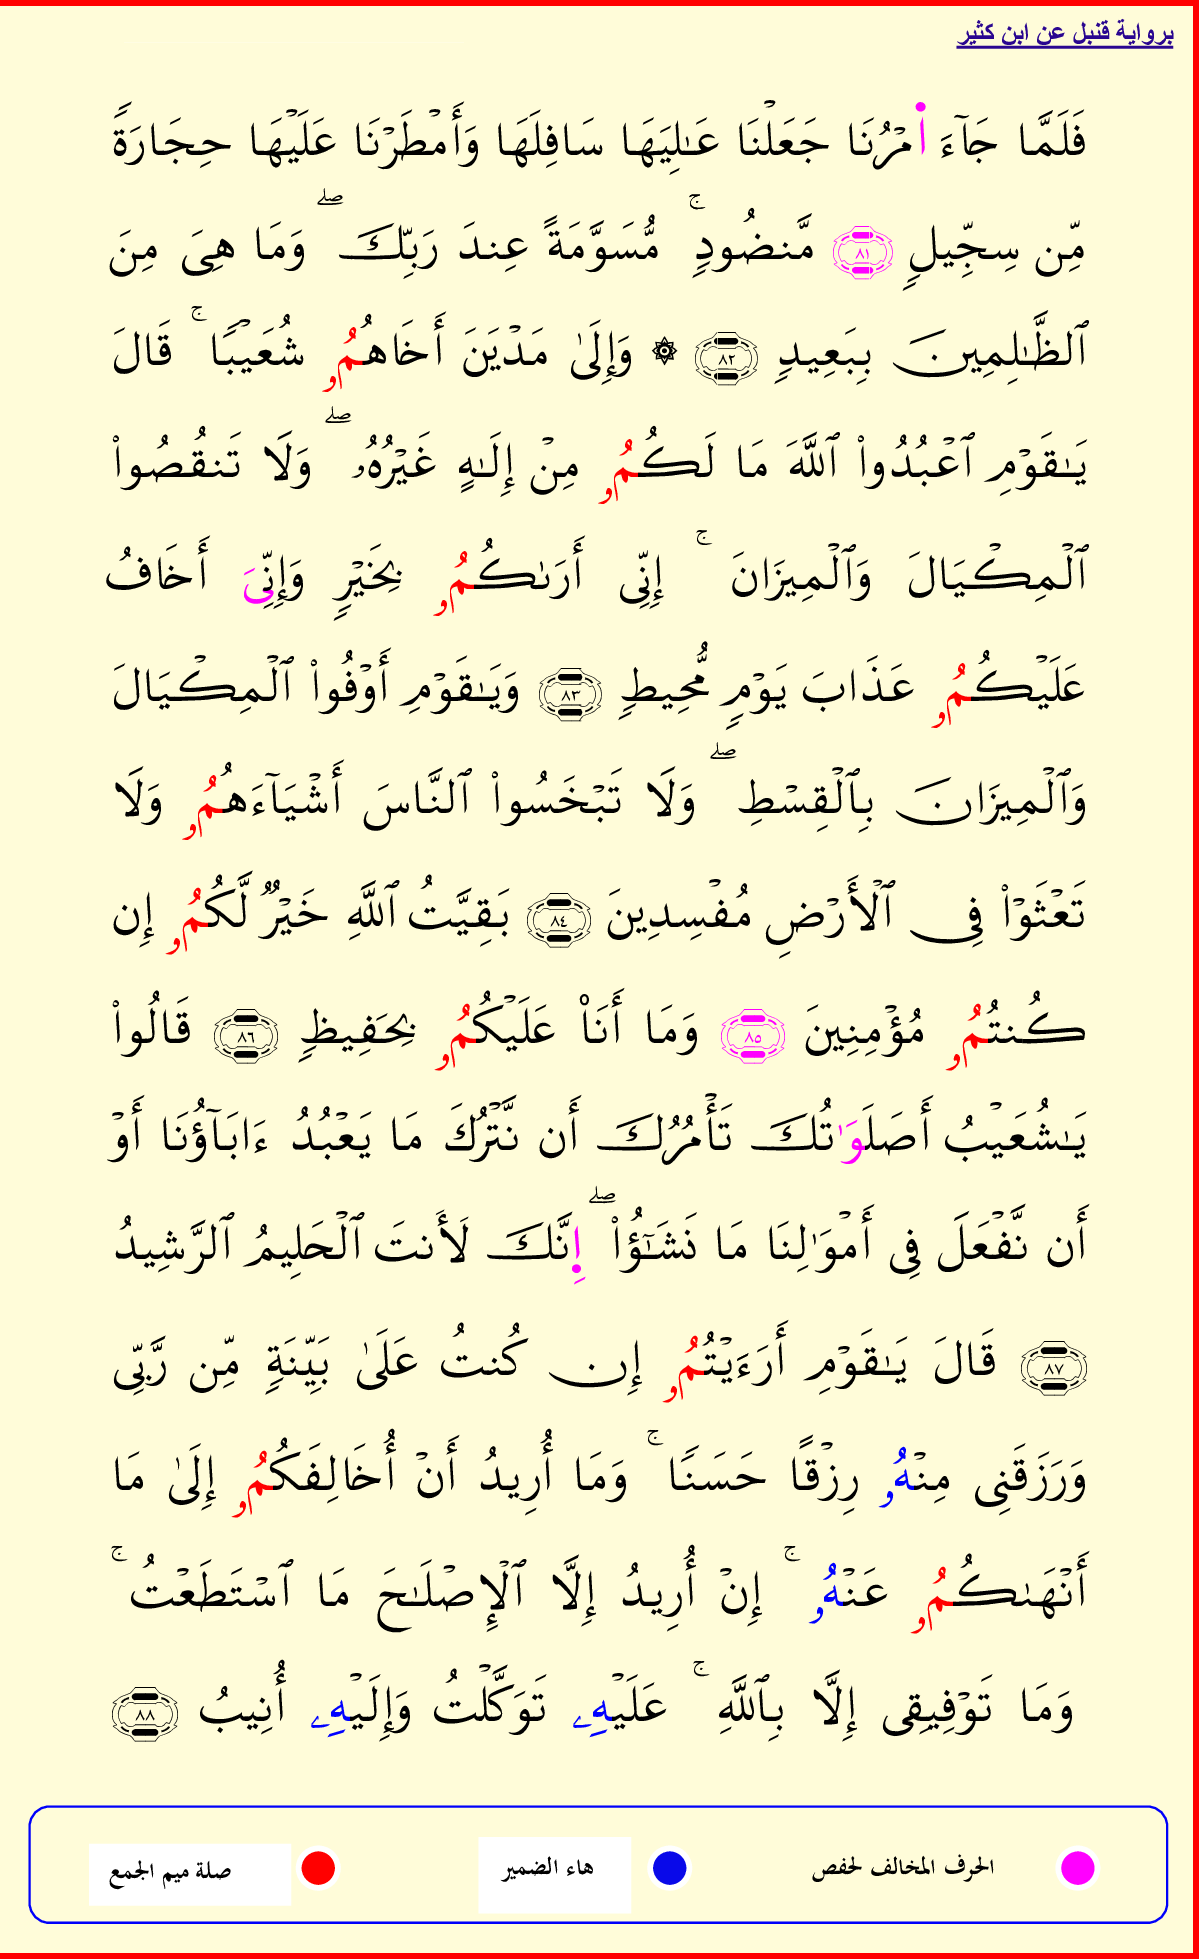 برواية قنبل عن ابن كثير
فَلَمَّا جَآءَ اٰ۬مْرُنَا جَعَلْنَا عَٰلِيَهَا سَافِلَهَا وَأَمْطَرْنَا عَلَيْهَا حِجَارَةً
مِّن سِجِّيلٍ ٨١ مَّنضُودٍ ۚ مُّسَوَّمَةً عِندَ رَبِّكَ ۖ وَمَا هِىَ مِنَ
ٱلظَّٰلِمِينَ بِبَعِيدٍ ٨٢ ۞ وَإِلَىٰ مَدْيَنَ أَخَاهُمُۥ شُعَيْبًا ۚ قَالَ
يَٰقَوْمِ ٱعْبُدُوا۟ ٱللَّهَ مَا لَكُمُۥ مِنْ إِلَٰهٍ غَيْرُهُۥ ۖ وَلَا تَنقُصُوا۟
ٱلْمِكْيَالَ وَٱلْمِيزَانَ ۚ إِنِّى أَرَىٰكُمُۥ بِخَيْرٍ وَإِنِّىَ أَخَافُ
عَلَيْكُمُۥ عَذَابَ يَوْمٍ مُّحِيطٍ ٨٣ وَيَٰقَوْمِ أَوْفُوا۟ ٱلْمِكْيَالَ
وَٱلْمِيزَانَ بِٱلْقِسْطِ ۖ وَلَا تَبْخَسُوا۟ ٱلنَّاسَ أَشْيَآءَهُمُۥ وَلَا
تَعْثَوْا۟ فِى ٱلْأَرْضِ مُفْسِدِينَ ٨٤ بَقِيَّتُ ٱللَّهِ خَيْرٌ لَّكُمُۥ إِن
كُنتُمُۥ مُؤْمِنِينَ ٨٥ وَمَا أَنَا۠ عَلَيْكُمُۥ بِحَفِيظٍ ٨٦ قَالُوا۟
يَٰشُعَيْبُ أَصَلَوَٰتُكَ تَأْمُرُكَ أَن نَّتْرُكَ مَا يَعْبُدُ ءَابَآؤُنَا أَوْ
أَن نَّفْعَلَ فِى أَمْوَٰلِنَا مَا نَشَٰٓؤُا۟ ۖ اِ۪نَّكَ لَأَنتَ ٱلْحَلِيمُ ٱلرَّشِيدُ
٨٧ قَالَ يَٰقَوْمِ أَرَءَيْتُمُۥ إِن كُنتُ عَلَىٰ بَيِّنَةٍ مِّن رَّبِّى
وَرَزَقَنِى مِنْهُۥ رِزْقًا حَسَنًا ۚ وَمَا أُرِيدُ أَنْ أُخَالِفَكُمُۥ إِلَىٰ مَا
أَنْهَىٰكُمُۥ عَنْهُۥ ۚ إِنْ أُرِيدُ إِلَّا ٱلْإِصْلَٰحَ مَا ٱسْتَطَعْتُ ۚ
وَمَا تَوْفِيقِى إِلَّا بِٱللَّهِ ۚ عَلَيْهِۦ تَوَكَّلْتُ وَإِلَيْهِۦ أُنِيبُ ٨٨
الحرف المخالف لحفص هاء الضمير صلة ميم الجمع